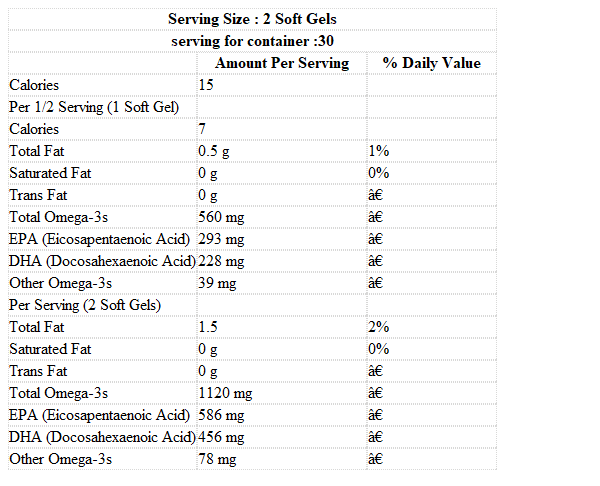 Serving Size : 2 Soft Gels
serving for container :30
Amount Per Serving % Daily Value
Calories 15
Per 1/2 Serving (1 Soft Gel)
Calories 7
Total Fat 0.5 g 1%
Saturated Fat 0 g 0%
Trans Fat 0 g â€
Total Omega-3s 560 mg â€
EPA (Eicosapentaenoic Acid) 293 mg â€
DHA (Docosahexaenoic Acid) 228 mg â€
Other Omega-3s 39 mg â€
Per Serving (2 Soft Gels)
Total Fat 1.5 2%
Saturated Fat 0 g 0%
Trans Fat 0 g â€
Total Omega-3s 1120 mg â€
EPA (Eicosapentaenoic Acid) 586 mg â€
DHA (Docosahexaenoic Acid) 456 mg â€
Other Omega-3s 78 mg â€